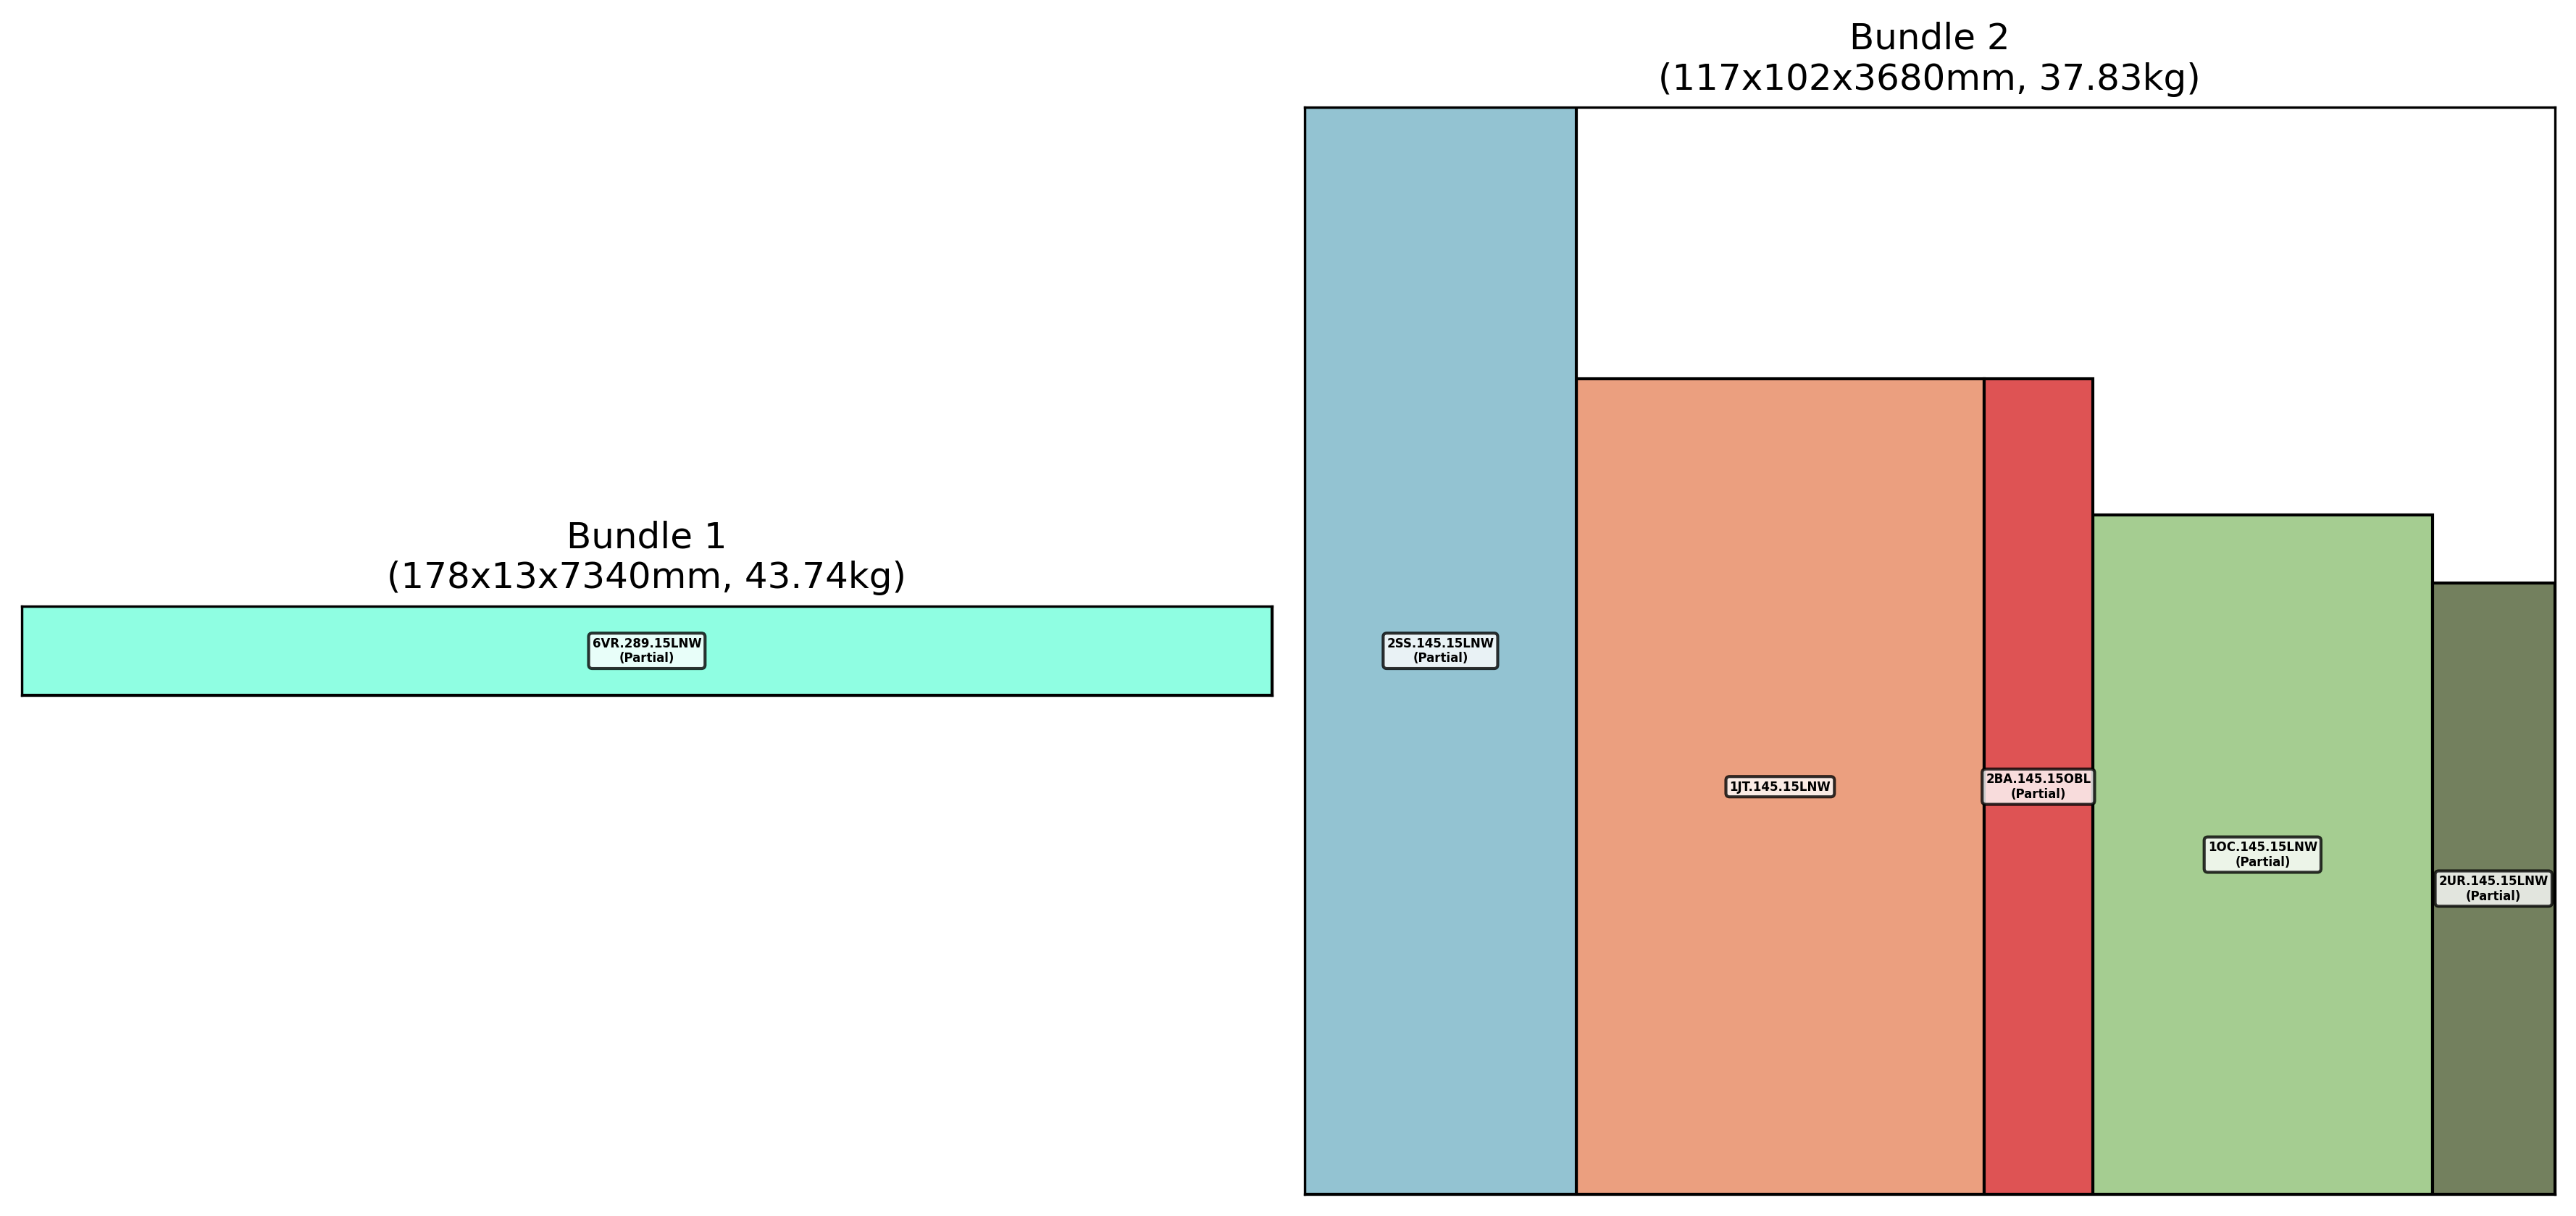 Bundle 1
(178x13x7340mm, 43.74kg)
6VR.289.15LNW
(Partial)
Bundle 2
(117x102x3680mm, 37.83kg)
2SS.145.15LNW
(Partial)
1JT.145.15LNW
2BA.145.15OBL
(Partial)
1OC.145.15LNW
(Partial)
2UR.145.15LNW
(Partial)